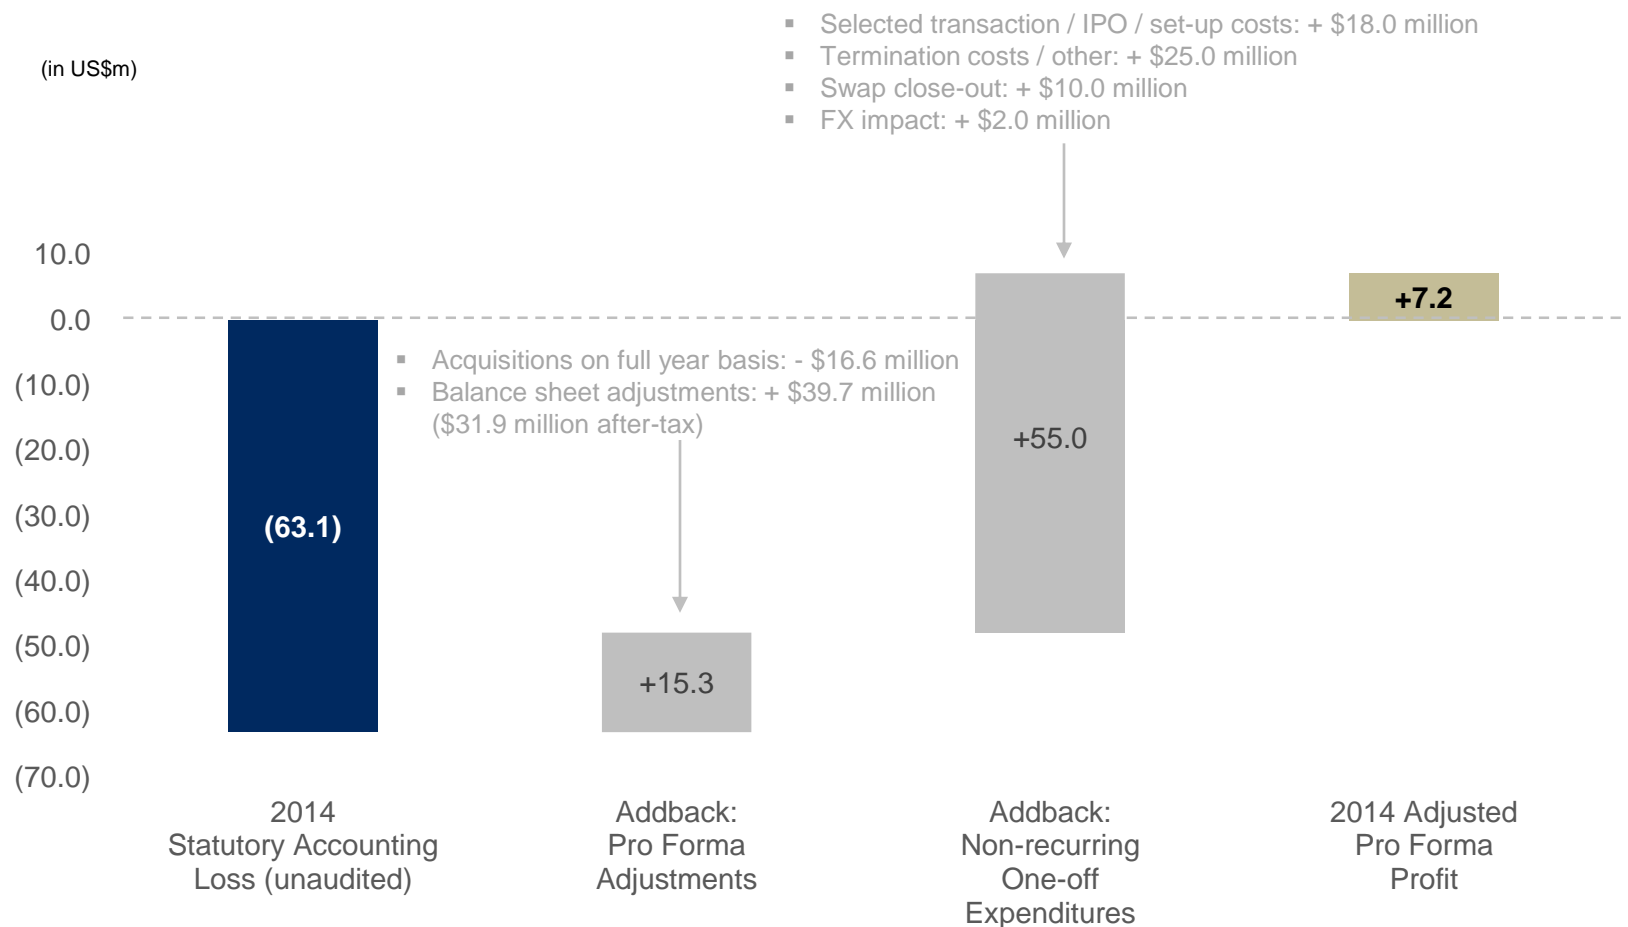 ▪ Selected transaction / IPO / set-up costs: + $18.0 million
▪ Termination costs / other: + $25.0 million
▪ Swap close-out: + $10.0 million
▪ FX impact: + $2.0 million
(in US$m)
10.0
0.0
(10.0)
(20.0)
(30.0)
(40.0)
(50.0)
(60.0)
(70.0)
▪ Acquisitions on full year basis: - $16.6 million
▪ Balance sheet adjustments: + $39.7 million
($31.9 million after-tax)
(63.1)
+15.3
+55.0
+7.2
2014
Statutory Accounting
Loss (unaudited)
Addback:
Pro Forma
Adjustments
Addback:
Non-recurring
One-off
Expenditures
2014 Adjusted
Pro Forma
Profit